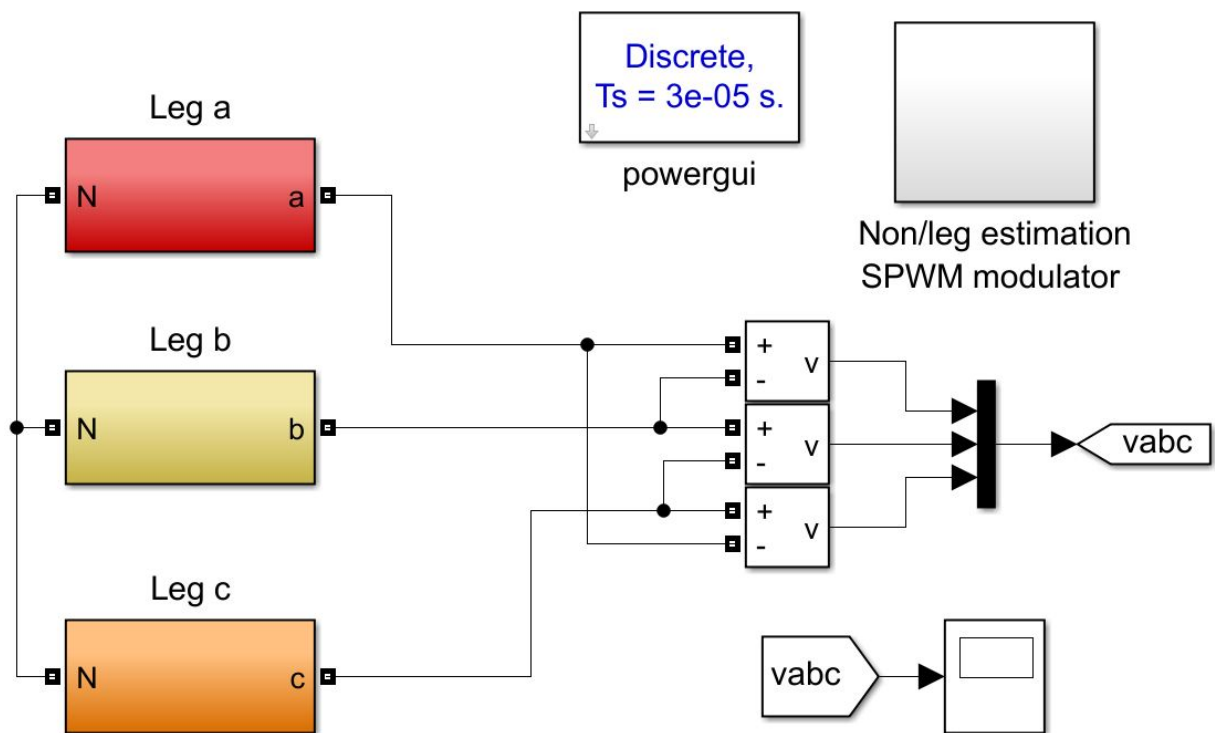 Discrete,
Ts = 3e-05 s.
powergui
Non/leg estimation
SPWM modulator
Leg a
N
a
Leg b
N
b
Leg c
N
c
+
-
v
+
-
v
+
-
v
vabc
vabc